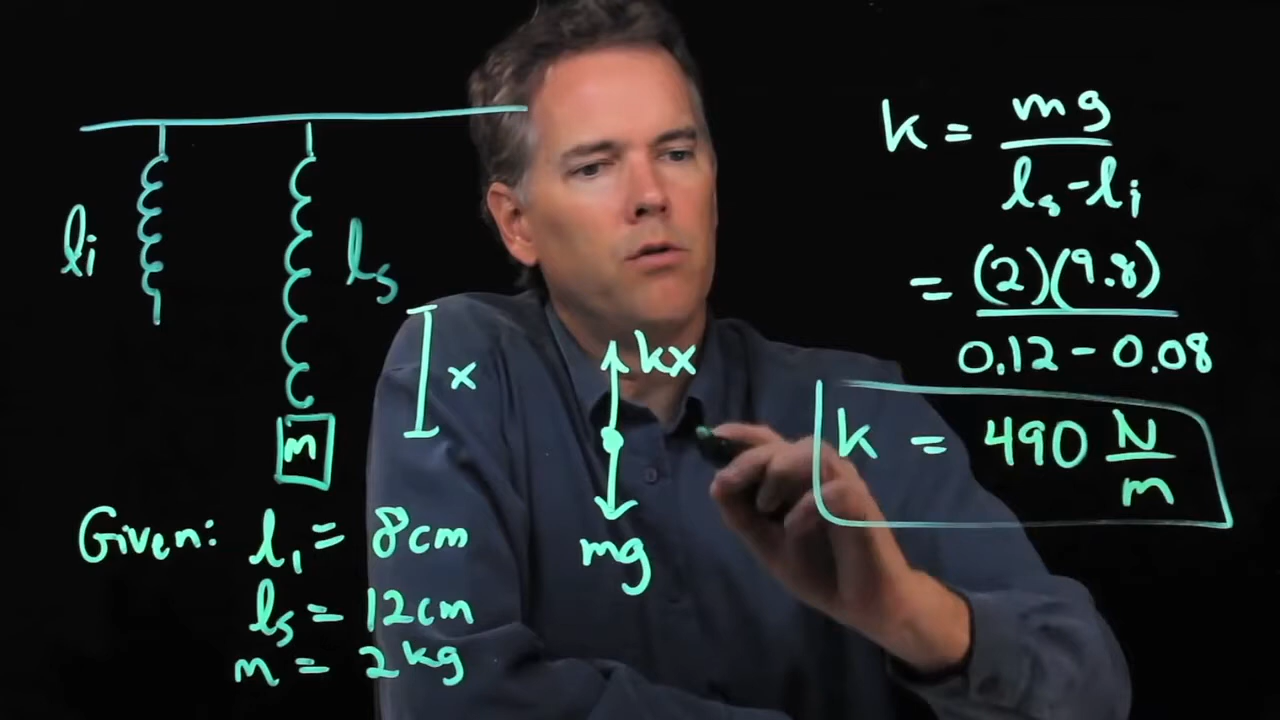 li
ls
x
m
kx
mg
Given: l₁ = 8cm
ls = 12cm
m = 2kg
k = mg / ls - li
= (2)(9.8) / 0.12 - 0.08
k = 490 N/m